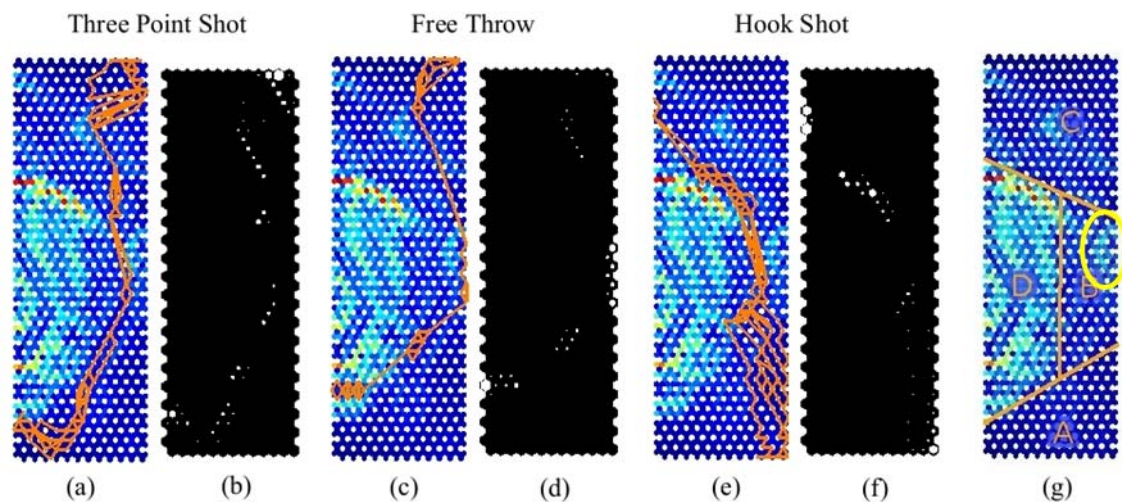 Three Point Shot Free Throw Hook Shot
C
D B
A
(a) (b) (c) (d) (e) (f) (g)